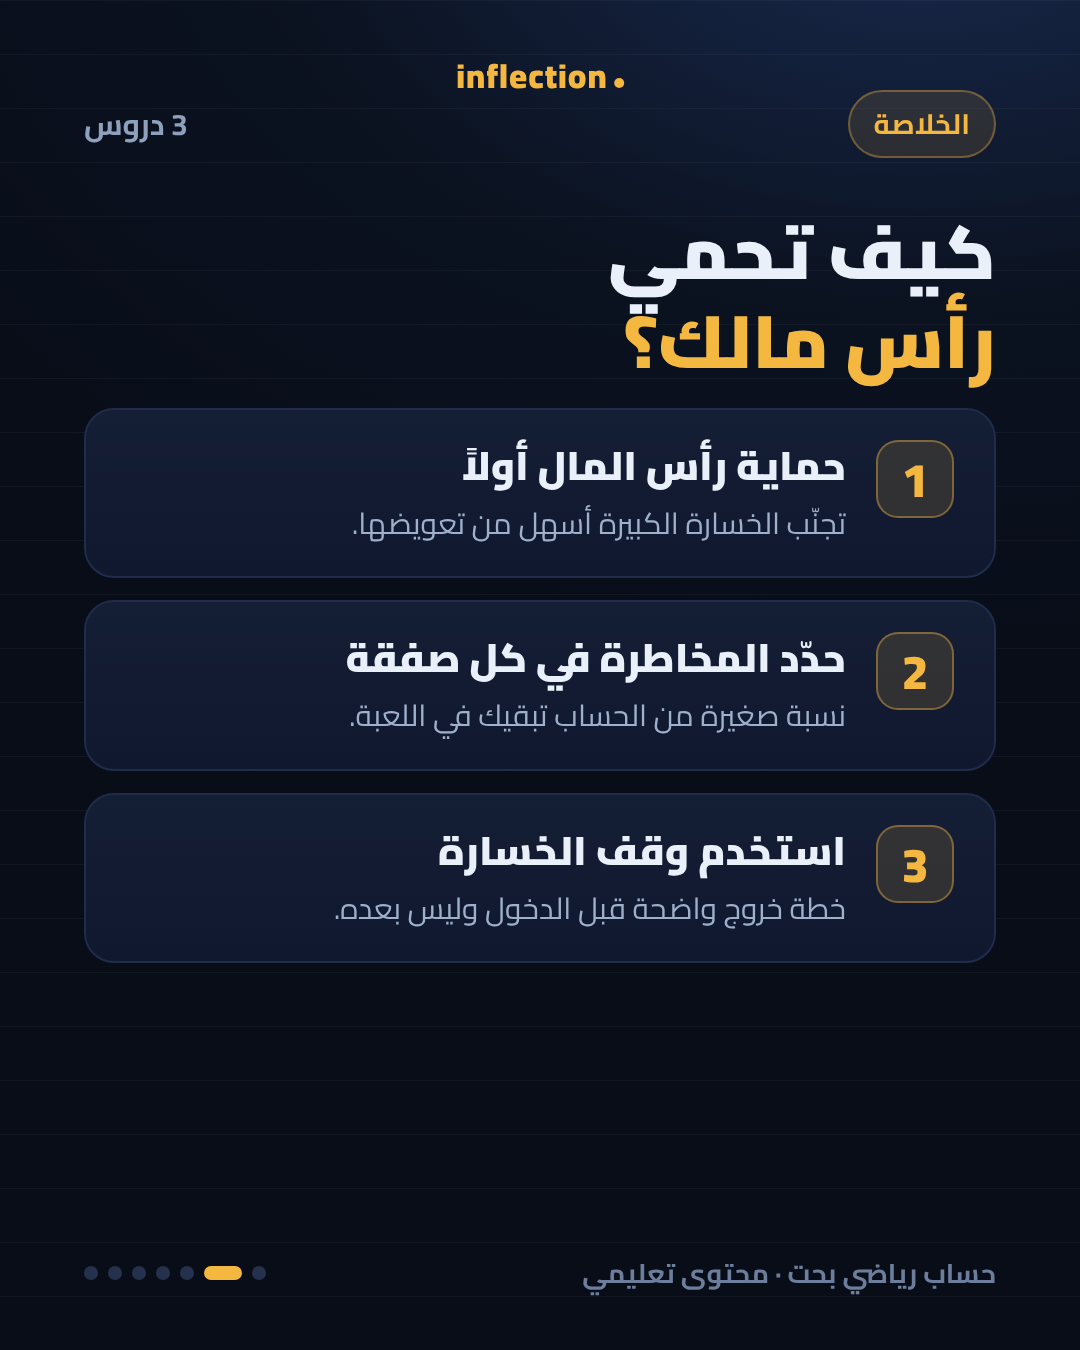 inflection
الخلاصة
3 دروس
كيف تحمي
رأس مالك؟
1
حماية رأس المال أولاً
تجنّب الخسارة الكبيرة أسهل من تعويضها.
2
حدّد المخاطرة في كل صفقة
نسبة صغيرة من الحساب تبقيك في اللعبة.
3
استخدم وقف الخسارة
خطة خروج واضحة قبل الدخول وليس بعده.
حساب رياضي بحت · محتوى تعليمي